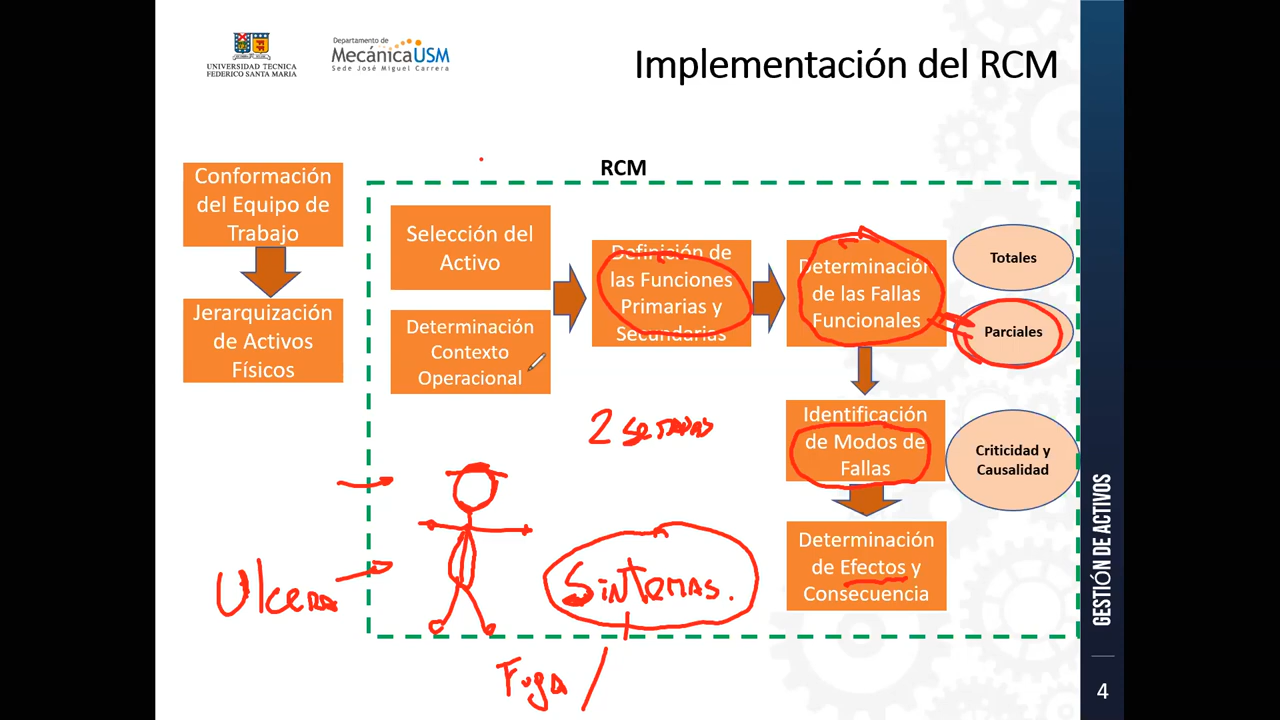 UNIVERSIDAD TECNICA
FEDERICO SANTA MARIA
Departamento de
MecánicaUSM
Sede José Miguel Carrera
Implementación del RCM
RCM
Conformación
del Equipo de
Trabajo
Jerarquización
de Activos
Físicos
Selección del
Activo
Determinación
Contexto
Operacional
Definición de
las Funciones
Primarias y
Secundarias
Determinación
de las Fallas
Funcionales
Totales
Parciales
Identificación
de Modos de
Fallas
Criticidad y
Causalidad
Determinación
de Efectos y
Consecuencia
2
Ulcera
Sintomas.
Fuga /
GESTIÓN DE ACTIVOS
4